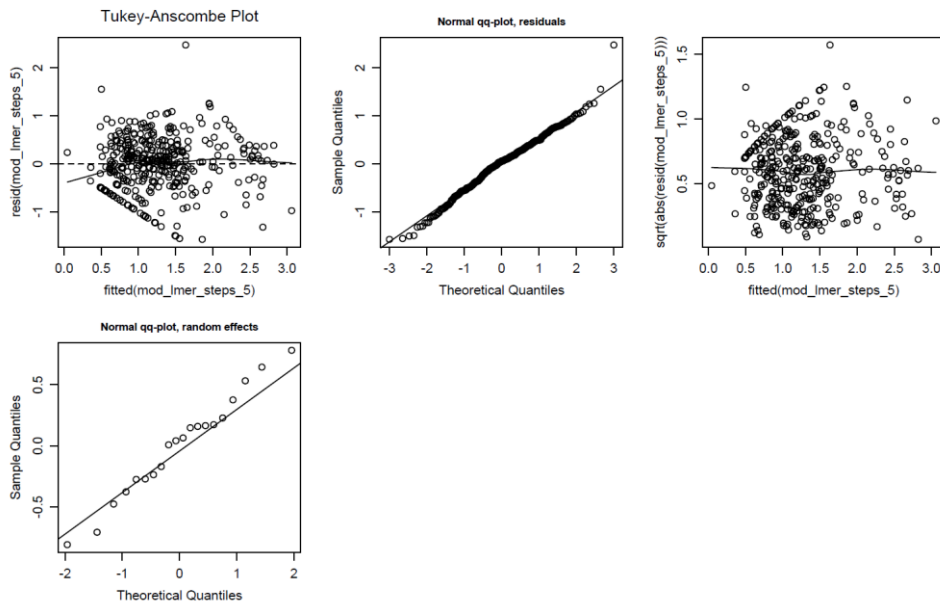 Tukey-Anscombe Plot
resid(mod_lmer_steps_5)
2
1
0
-1
0.0 0.5 1.0 1.5 2.0 2.5 3.0
fitted(mod_lmer_steps_5)
Normal qq-plot, residuals
Sample Quantiles
2
1
0
-1
-3 -2 -1 0 1 2 3
Theoretical Quantiles
sqrt(abs(resid(mod_lmer_steps_5)))
1.5
1.0
0.5
0.0 0.5 1.0 1.5 2.0 2.5 3.0
fitted(mod_lmer_steps_5)
Normal qq-plot, random effects
Sample Quantiles
0.5
0.0
-0.5
-2 -1 0 1 2
Theoretical Quantiles